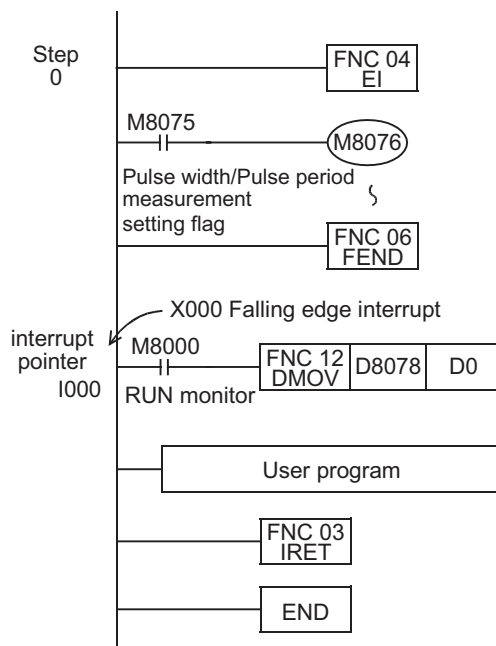 Step
0
FNC 04
EI
M8075
M8076
Pulse width/Pulse period
measurement
setting flag
FNC 06
FEND
X000 Falling edge interrupt
interrupt
pointer
I000
M8000
RUN monitor
FNC 12
DMOV
D8078
D0
User program
FNC 03
IRET
END